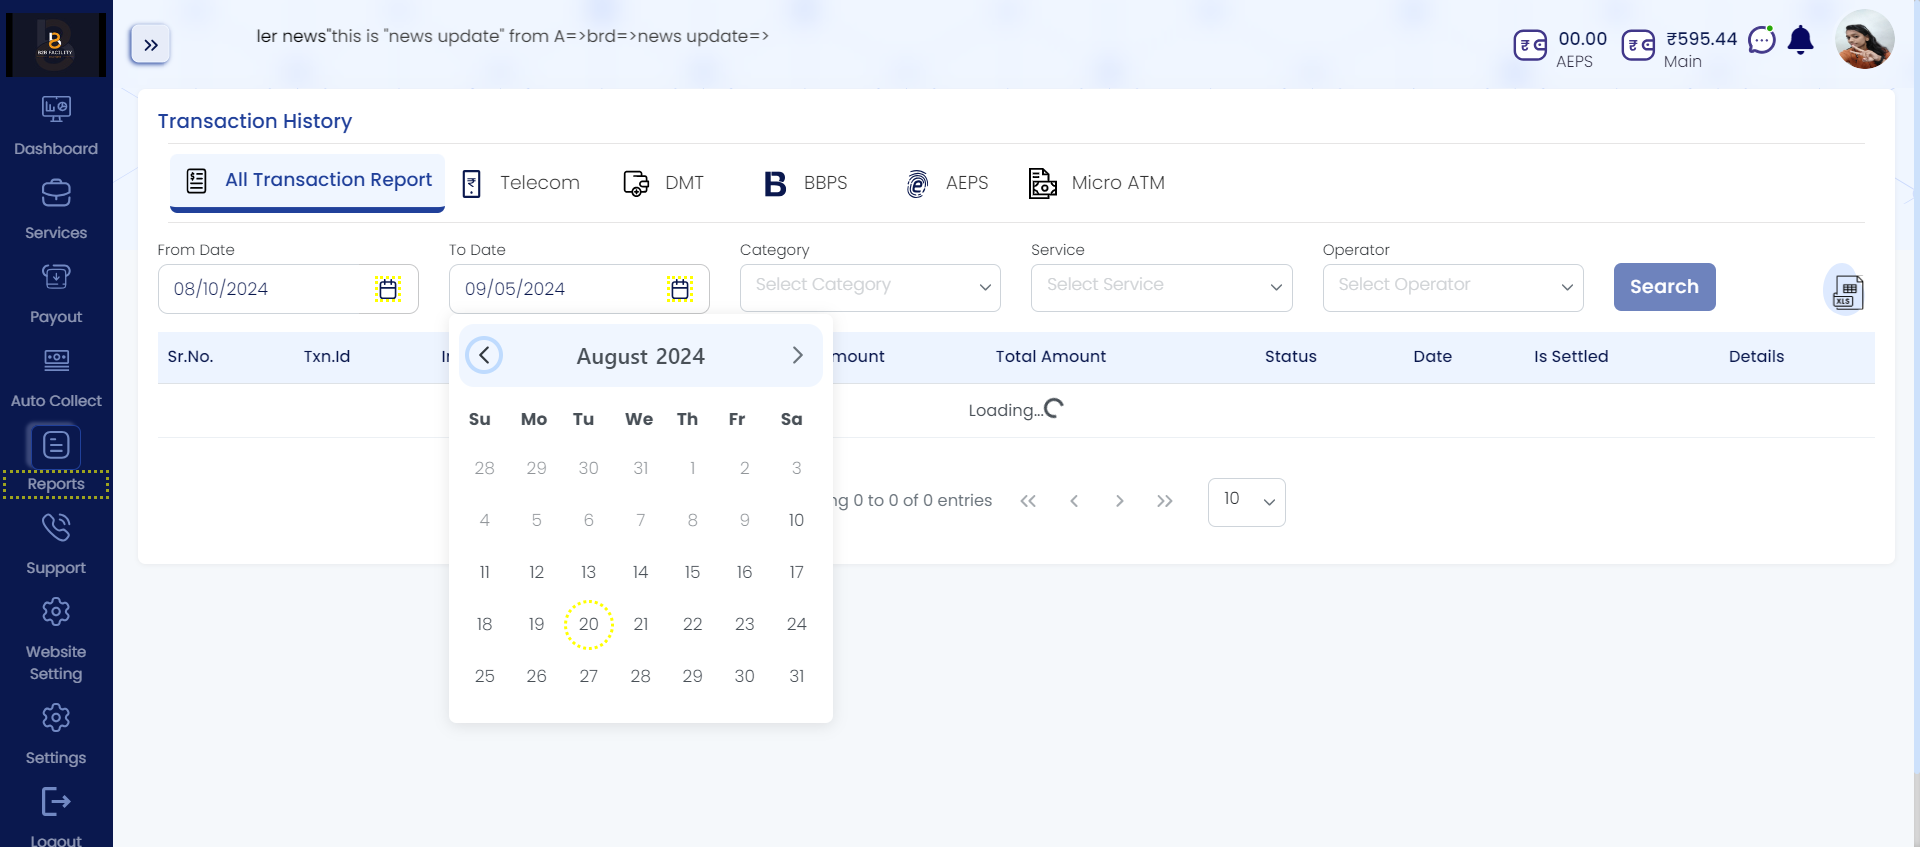 B2B FACILITY
ler news"this is "news update" from A=>brd=>news update=>
00.00
AEPS
₹595.44
Main
Dashboard
Services
Payout
Auto Collect
Reports
Support
Website
Setting
Settings
Logout
Transaction History
All Transaction Report
Telecom
DMT
BBPS
AEPS
Micro ATM
From Date
To Date
Category
Service
Operator
08/10/2024
09/05/2024
Select Category
Select Service
Select Operator
Search
XLS
Sr.No.
Txn.Id
mount
Total Amount
Status
Date
Is Settled
Details
Loading...
ng 0 to 0 of 0 entries
10
August 2024
Su Mo Tu We Th Fr Sa
28 29 30 31 1 2 3
4 5 6 7 8 9 10
11 12 13 14 15 16 17
18 19 20 21 22 23 24
25 26 27 28 29 30 31